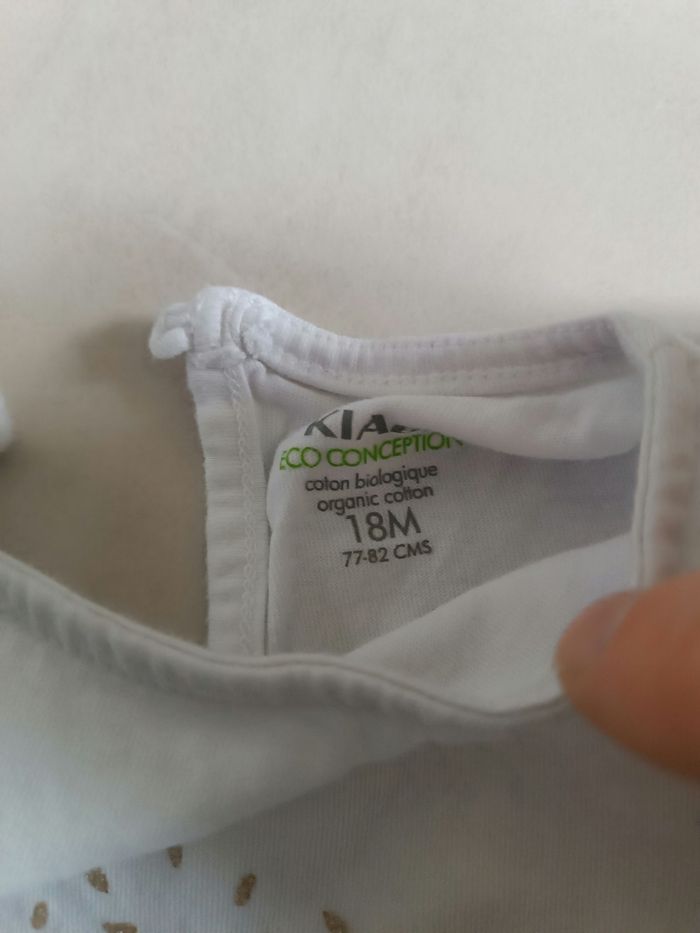 ECO CONCEPTION
coton biologique
organic cotton
18M
77-82 CMS